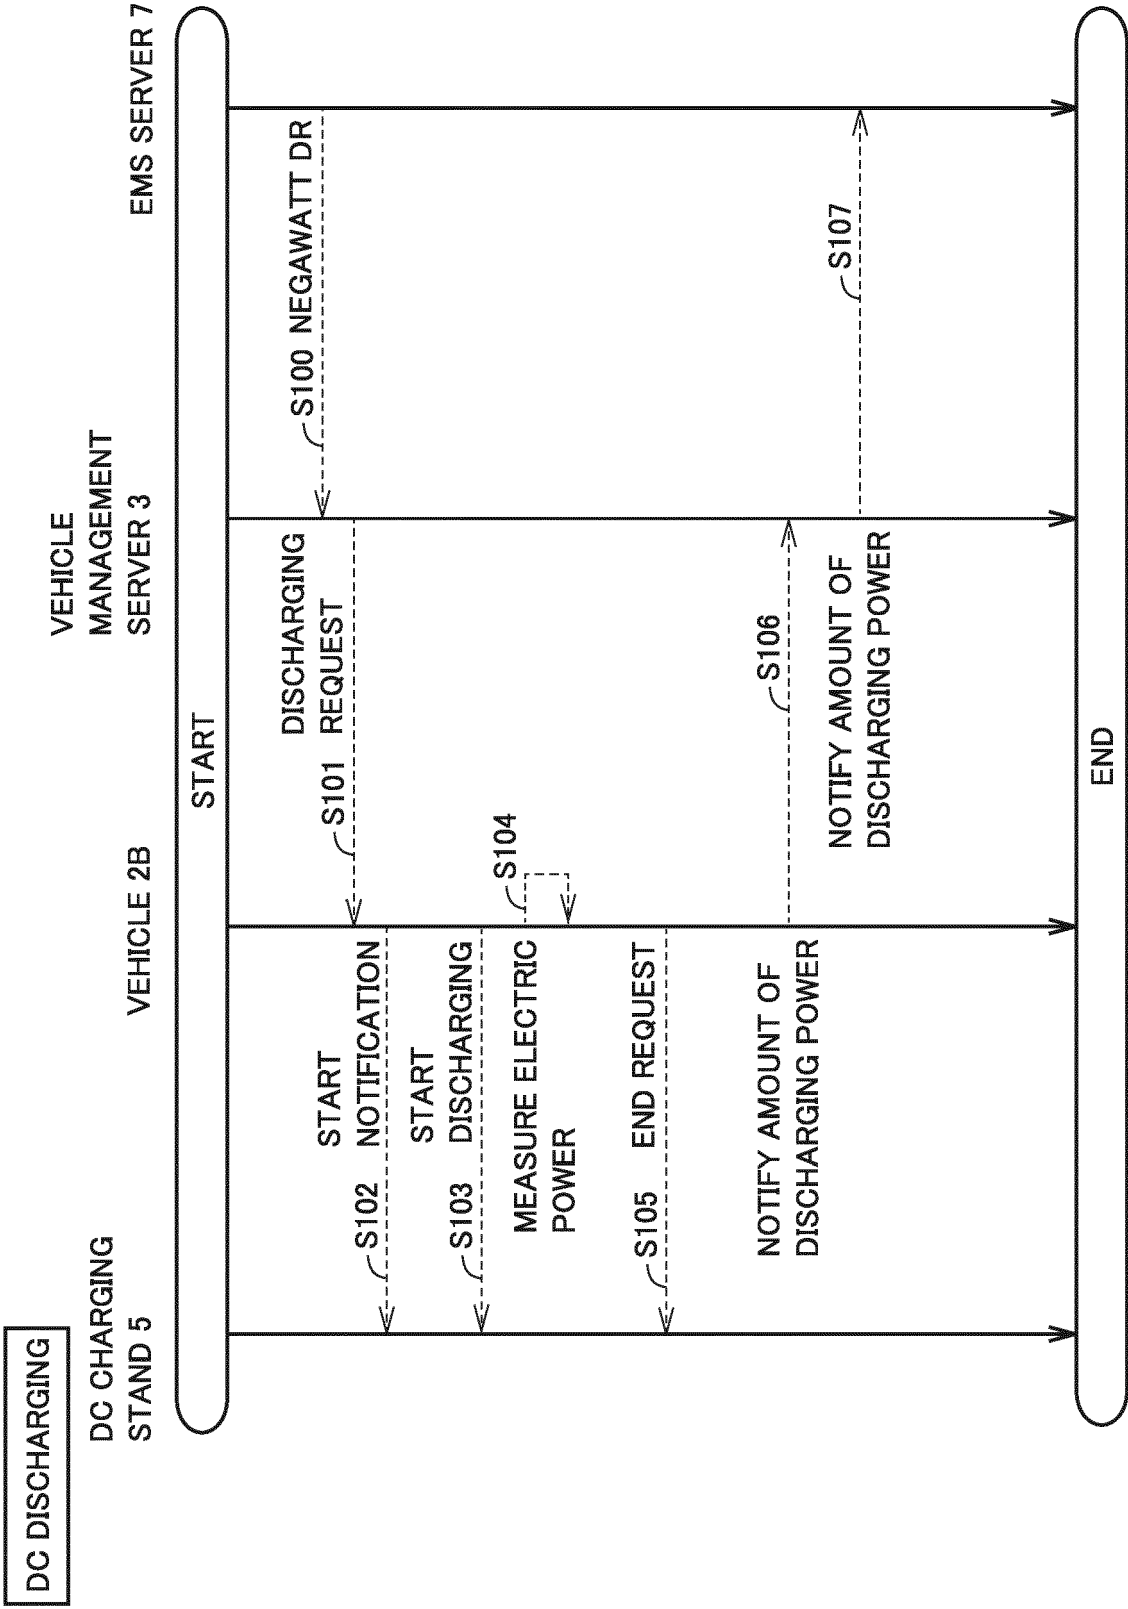 DC DISCHARGING
DC CHARGING
STAND 5
VEHICLE 2B
VEHICLE
MANAGEMENT
SERVER 3
EMS SERVER 7
START
S100 NEGAWATT DR
DISCHARGING
S101 REQUEST
START
S102 NOTIFICATION
START
S103 DISCHARGING
S104
MEASURE ELECTRIC
POWER
S105 END REQUEST
S106
NOTIFY AMOUNT OF
DISCHARGING POWER
S107
NOTIFY AMOUNT OF
DISCHARGING POWER
END